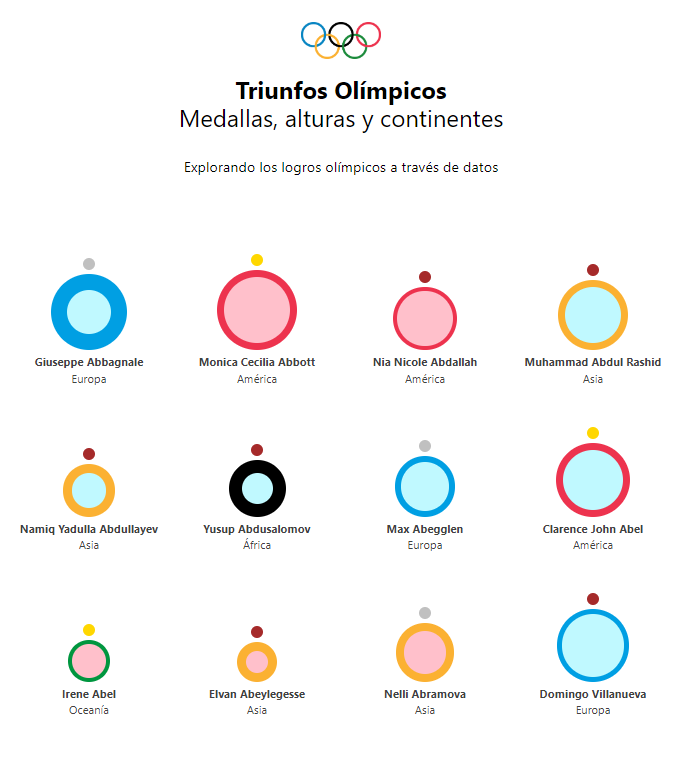 Triunfos Olímpicos
Medallas, alturas y continentes
Explorando los logros olímpicos a través de datos
Giuseppe Abbagnale
Europa
Monica Cecilia Abbott
América
Nia Nicole Abdallah
América
Muhammad Abdul Rashid
Asia
Namiq Yadulla Abdullayev
Asia
Yusup Abdusalomov
África
Max Abegglen
Europa
Clarence John Abel
América
Irene Abel
Oceanía
Elvan Abeylegesse
Asia
Nelli Abramova
Asia
Domingo Villanueva
Europa